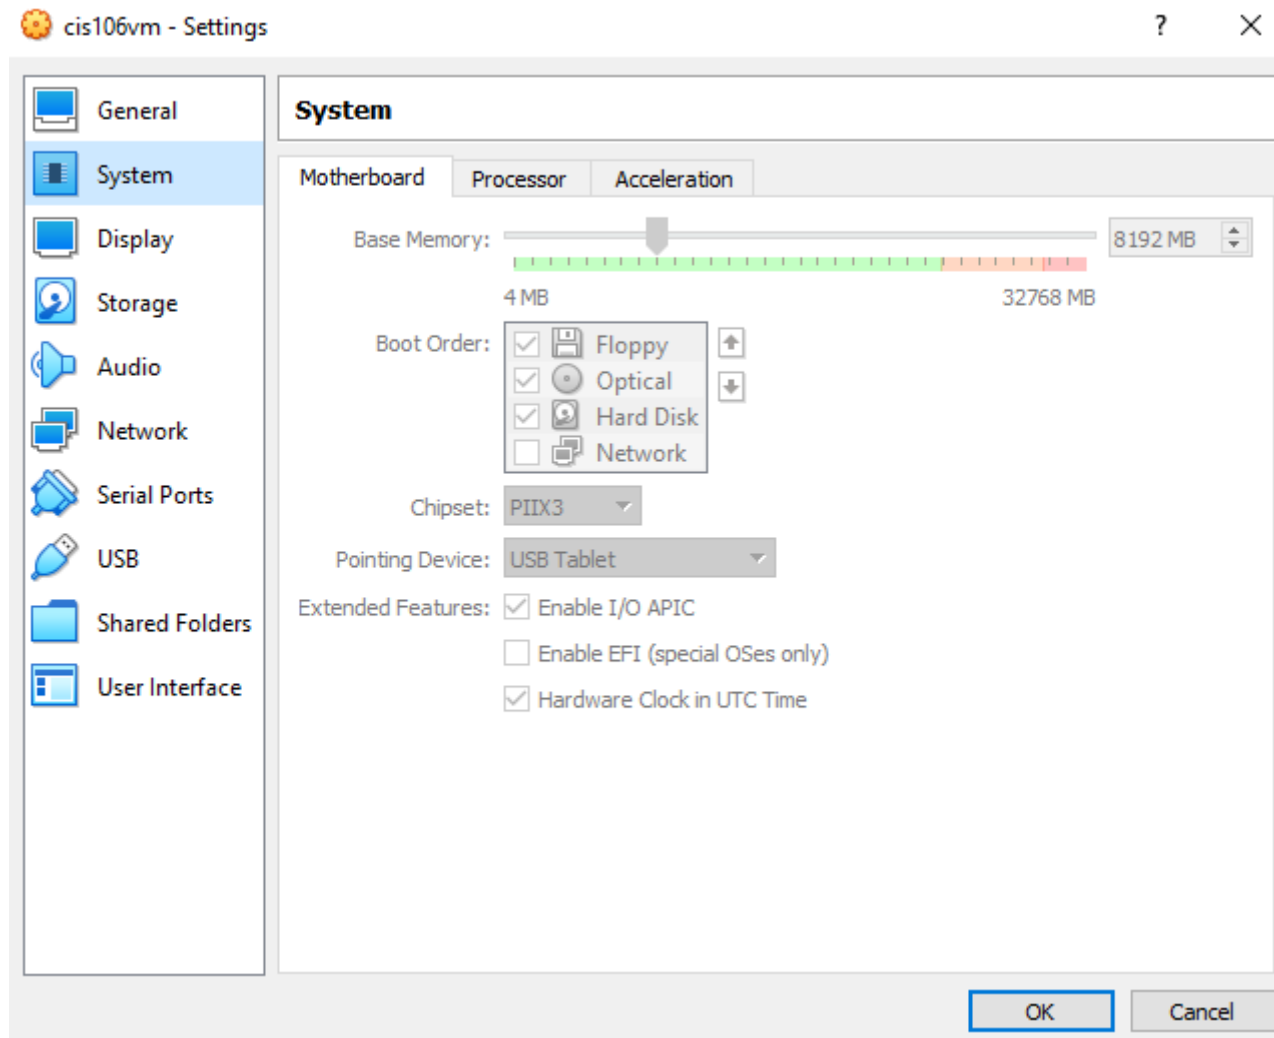 cis106vm - Settings
?
General
System
Display
Storage
Audio
Network
Serial Ports
USB
Shared Folders
User Interface
System
Motherboard Processor Acceleration
Base Memory: 8192 MB
4 MB 32768 MB
Boot Order:
Floppy
Optical
Hard Disk
Network
Chipset: PIIX3
Pointing Device: USB Tablet
Extended Features: Enable I/O APIC
Enable EFI (special OSes only)
Hardware Clock in UTC Time
OK Cancel